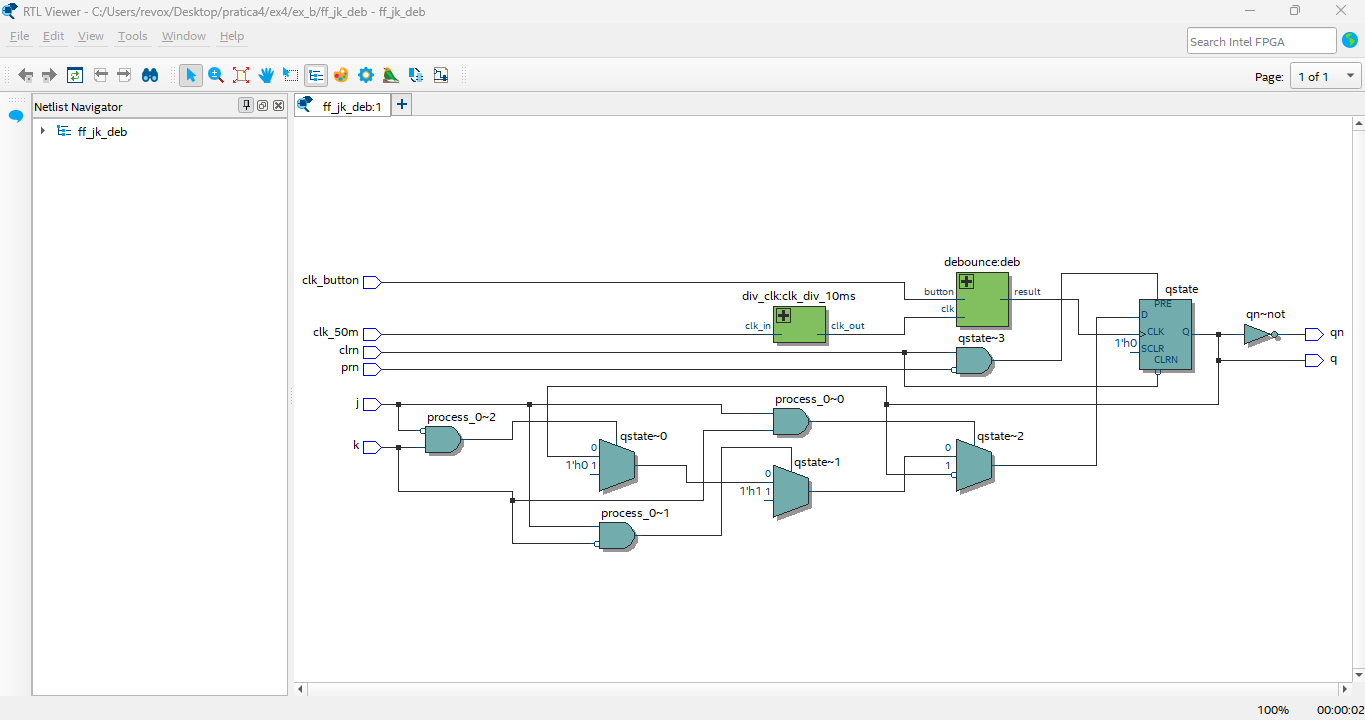 RTL Viewer - C:/Users/revox/Desktop/pratica4/ex4/ex_b/ff_jk_deb - ff_jk_deb
File Edit View Tools Window Help
Search Intel FPGA
Page: 1 of 1
Netlist Navigator
ff_jk_deb:1
+
ff_jk_deb
debounce:deb
clk_button
qstate
div_clk:clk_div_10ms
button
result
clk
PRE
D
qn~not
clk_50m
clk_in
clk_out
CLK
Q
qn
qstate~3
1'h0
clrn
SCLR
CLRN
q
prn
j
process_0~0
process_0~2
k
qstate~0
qstate~2
0
0
1'h0 1
qstate~1
1
0
1'h1 1
process_0~1
100%
00:00:02